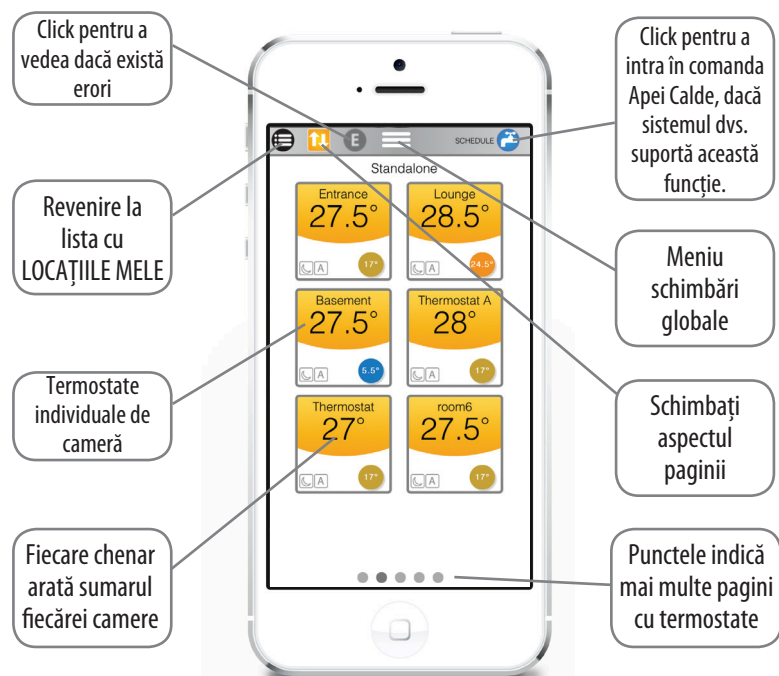 Click pentru a
vedea dacă există
erori
Click pentru a
intra în comanda
Apei Calde, dacă
sistemul dvs.
suportă această
funcție.
E
SCHEDULE
Standalone
Entrance
27.5°
A
17°
Lounge
28.5°
A
24.5°
Revenire la
lista cu
LOCAȚIILE MELE
Meniu
schimbări
globale
Basement
27.5°
A
5.5°
Thermostat A
28°
A
17°
Termostate
individuale de
cameră
Schimbați
aspectul
paginii
Thermostat
27°
A
17°
room6
27.5°
A
17°
Fiecare chenar
arată sumarul
fiecărei camere
Punctele indică
mai multe pagini
cu termostate